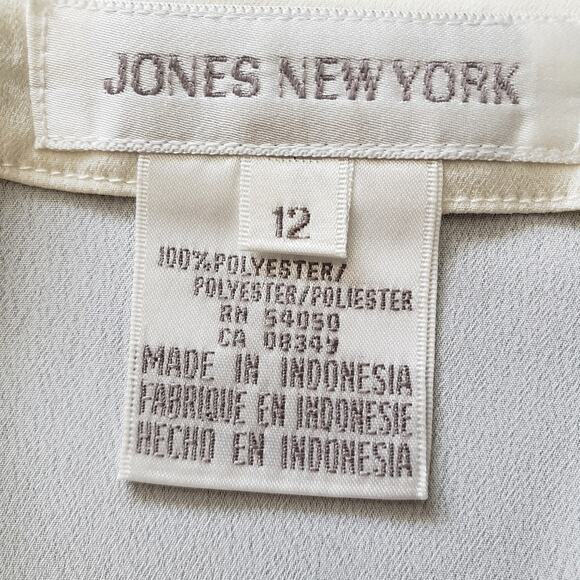 JONES NEW YORK
12
100% POLYESTER/
POLYESTER/POLIESTER
RN 54050
CA 08349
MADE IN INDONESIA
FABRIQUE EN INDONESIE
HECHO EN INDONESIA